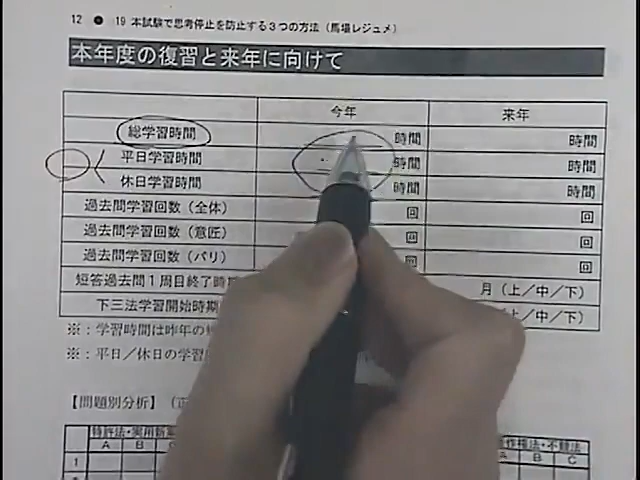 12 19 本試験で思考停止を防止する3つの方法(馬場レジュメ)
本年度の復習と来年に向けて
今年 来年
総学習時間 時間 時間
平日学習時間 時間 時間
休日学習時間 時間 時間
過去問学習回数(全体) 回 回
過去問学習回数(意匠) 回 回
過去問学習回数(パリ) 回 回
短答過去問1周目終了時 月(上/中/下)
下三法学習開始時期 (上/中/下)
※:学習時間は昨年の
※:平日/休日の学習
【問題別分析】
特許法・実用新 作権法・不競法
A B B C
1